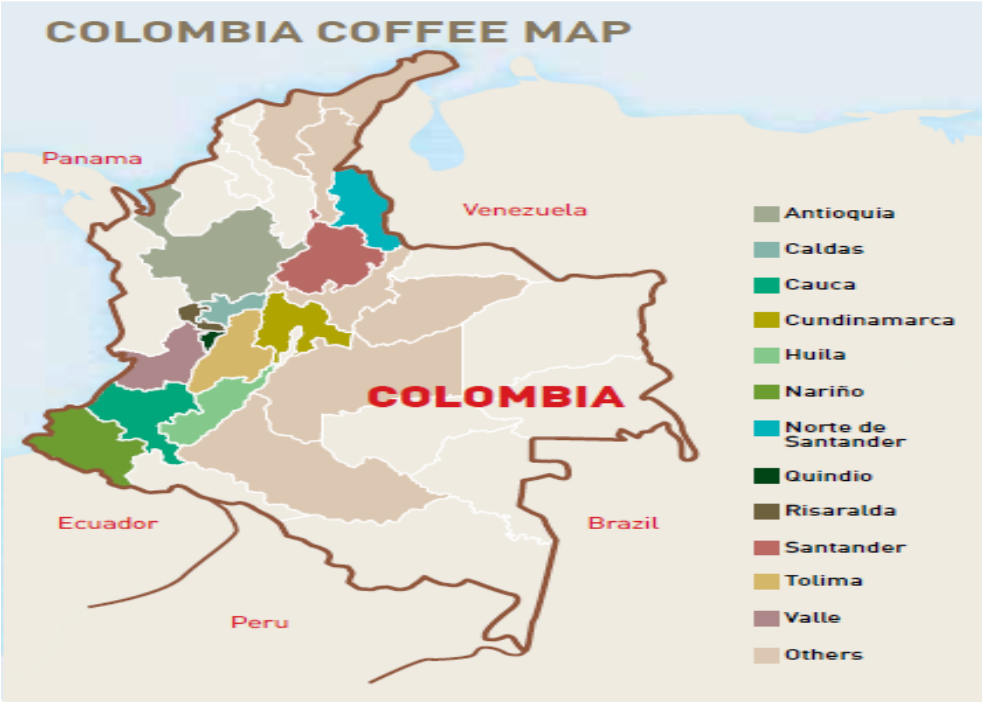 COLOMBIA COFFEE MAP
Panama
Venezuela
Antioquia
Caldas
Cauca
Cundinamarca
Huila
COLOMBIA
Nariño
Norte de
Santander
Quindio
Risaralda
Ecuador
Brazil
Santander
Tolima
Peru
Valle
Others